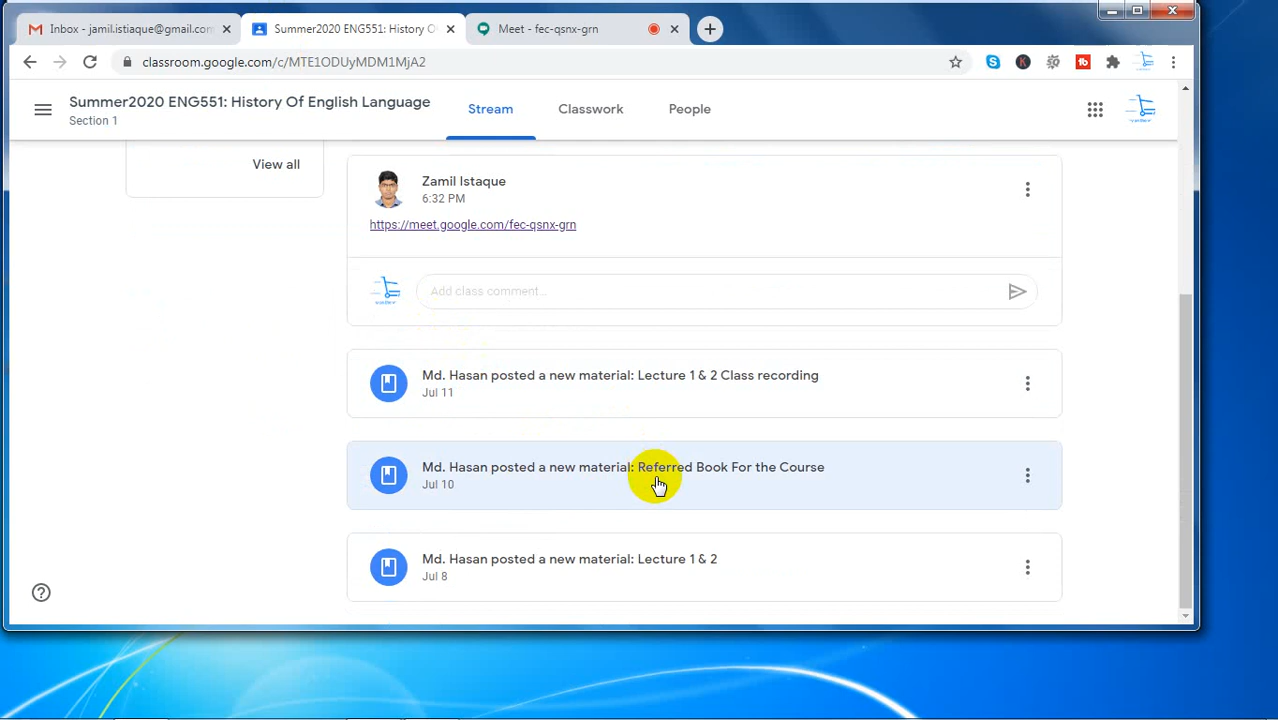 Inbox - jamil.istiaque@gmail.com
Summer2020 ENG551: History O
Meet - fec-qsnx-grn
classroom.google.com/c/MTE1ODUyMDM1MjA2
Summer2020 ENG551: History Of English Language
Section 1
Stream
Classwork
People
View all
Zamil Istaque
6:32 PM
https://meet.google.com/fec-qsnx-grn
Add class comment...
Md. Hasan posted a new material: Lecture 1 & 2 Class recording
Jul 11
Md. Hasan posted a new material: Referred Book For the Course
Jul 10
Md. Hasan posted a new material: Lecture 1 & 2
Jul 8